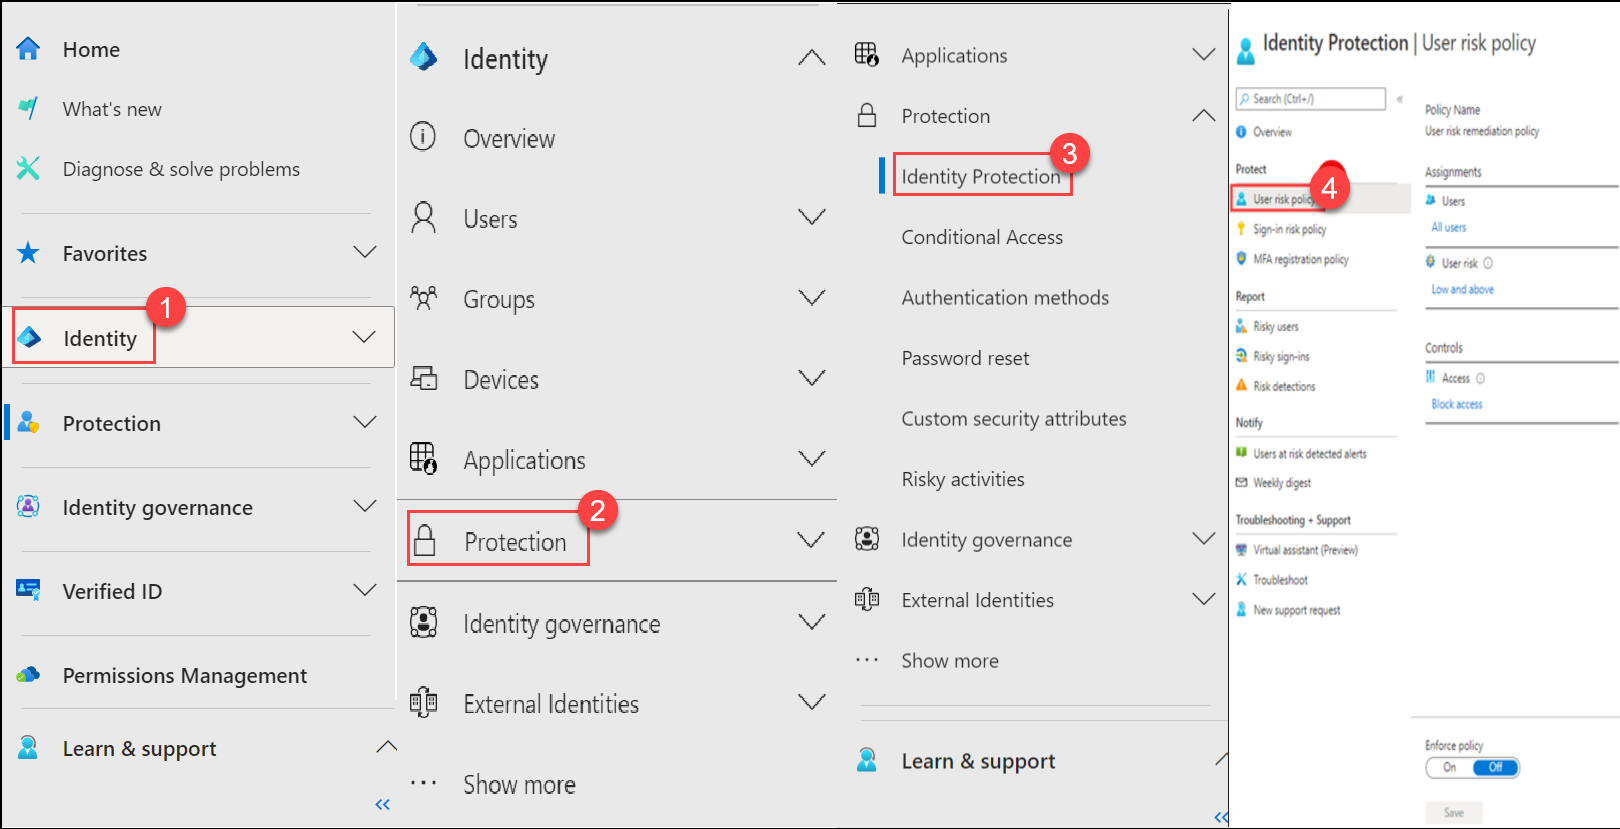 Home
What's new
Diagnose & solve problems
Favorites
1
Identity
Protection
Identity governance
Verified ID
Permissions Management
Learn & support
Identity
Overview
Users
Groups
Devices
Applications
2
Protection
Identity governance
External Identities
Show more
Applications
Protection
3
Identity Protection
Conditional Access
Authentication methods
Password reset
Custom security attributes
Risky activities
Identity governance
External Identities
Show more
Learn & support
Identity Protection | User risk policy
Search (Ctrl+/)
Overview
Protect
4
User risk policy
Sign-in risk policy
MFA registration policy
Report
Risky users
Risky sign-ins
Risk detections
Notify
Users at risk detected alerts
Weekly digest
Troubleshooting + Support
Virtual assistant (Preview)
Troubleshoot
New support request
Policy Name
User risk remediation policy
Assignments
Users
All users
User risk
Low and above
Controls
Access
Block access
Enforce policy
On Off
Save